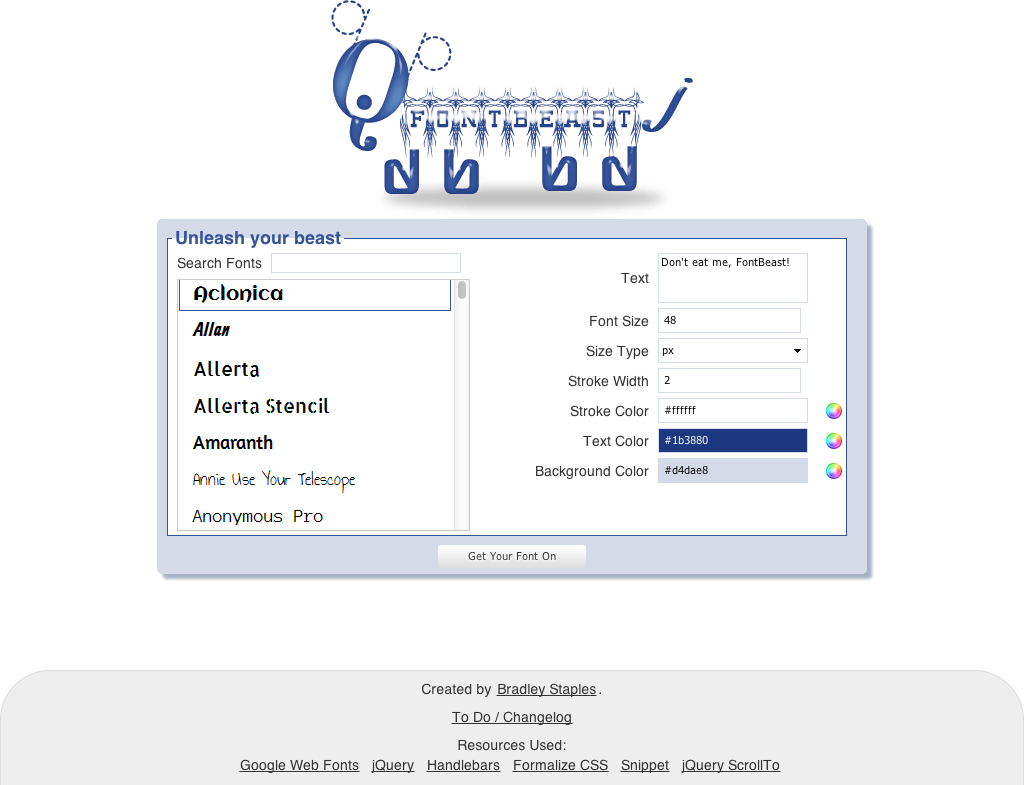 FONTBEAST
Unleash your beast
Search Fonts
Aclonica
Allan
Allerta
Allerta Stencil
Amaranth
Annie Use Your Telescope
Anonymous Pro
Text
Don't eat me, FontBeast!
Font Size
48
Size Type
px
Stroke Width
2
Stroke Color
#ffffff
Text Color
#1b3880
Background Color
#d4dae8
Get Your Font On
Created by Bradley Staples.
To Do / Changelog
Resources Used:
Google Web Fonts jQuery Handlebars Formalize CSS Snippet jQuery ScrollTo